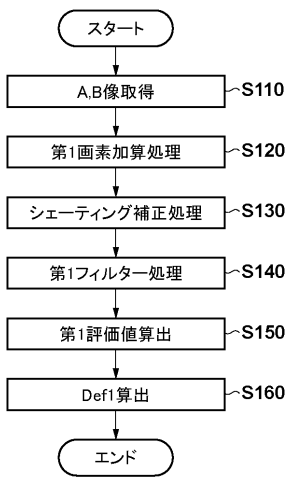 スタート
A,B像取得
S110
第1画素加算処理
S120
シェーディング補正処理
S130
第1フィルター処理
S140
第1評価値算出
S150
Def1算出
S160
エンド